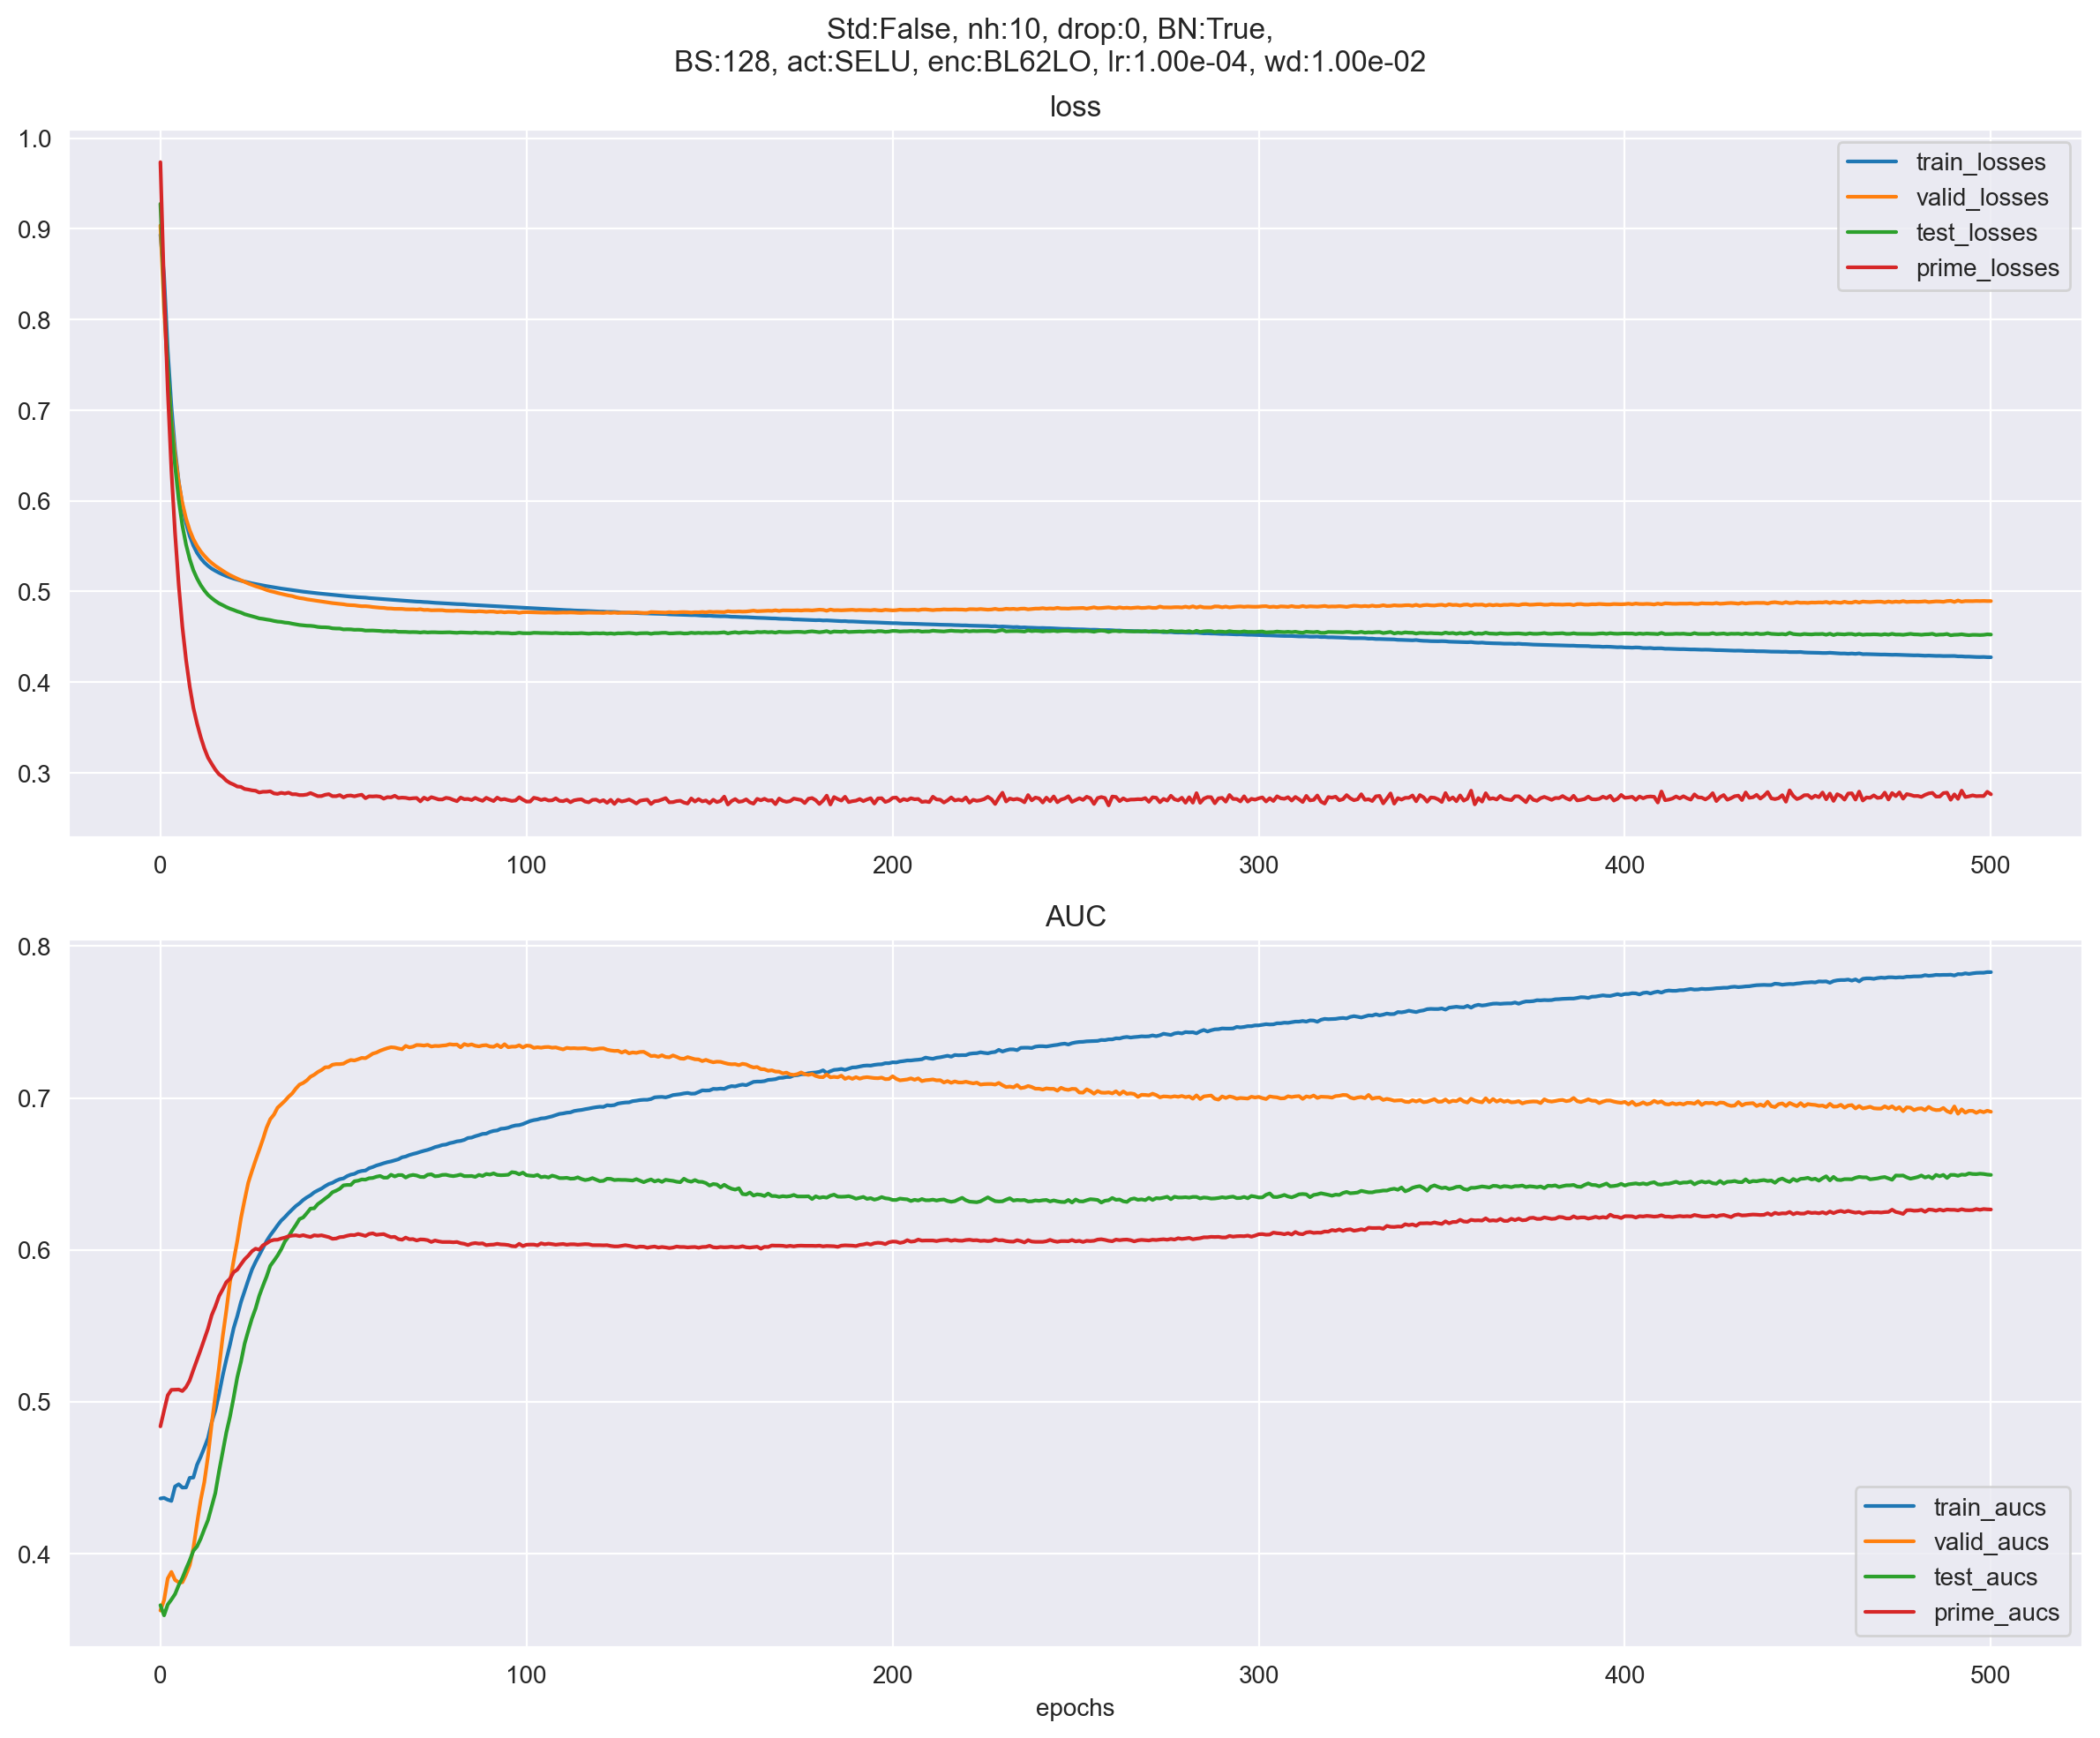 Std:False, nh:10, drop:0, BN:True,
BS:128, act:SELU, enc:BL62LO, lr:1.00e-04, wd:1.00e-02
loss
1.0
0.9
0.8
0.7
0.6
0.5
0.4
0.3
train_losses
valid_losses
test_losses
prime_losses
0 100 200 300 400 500
AUC
0.8
0.7
0.6
0.5
0.4
train_aucs
valid_aucs
test_aucs
prime_aucs
0 100 200 300 400 500
epochs